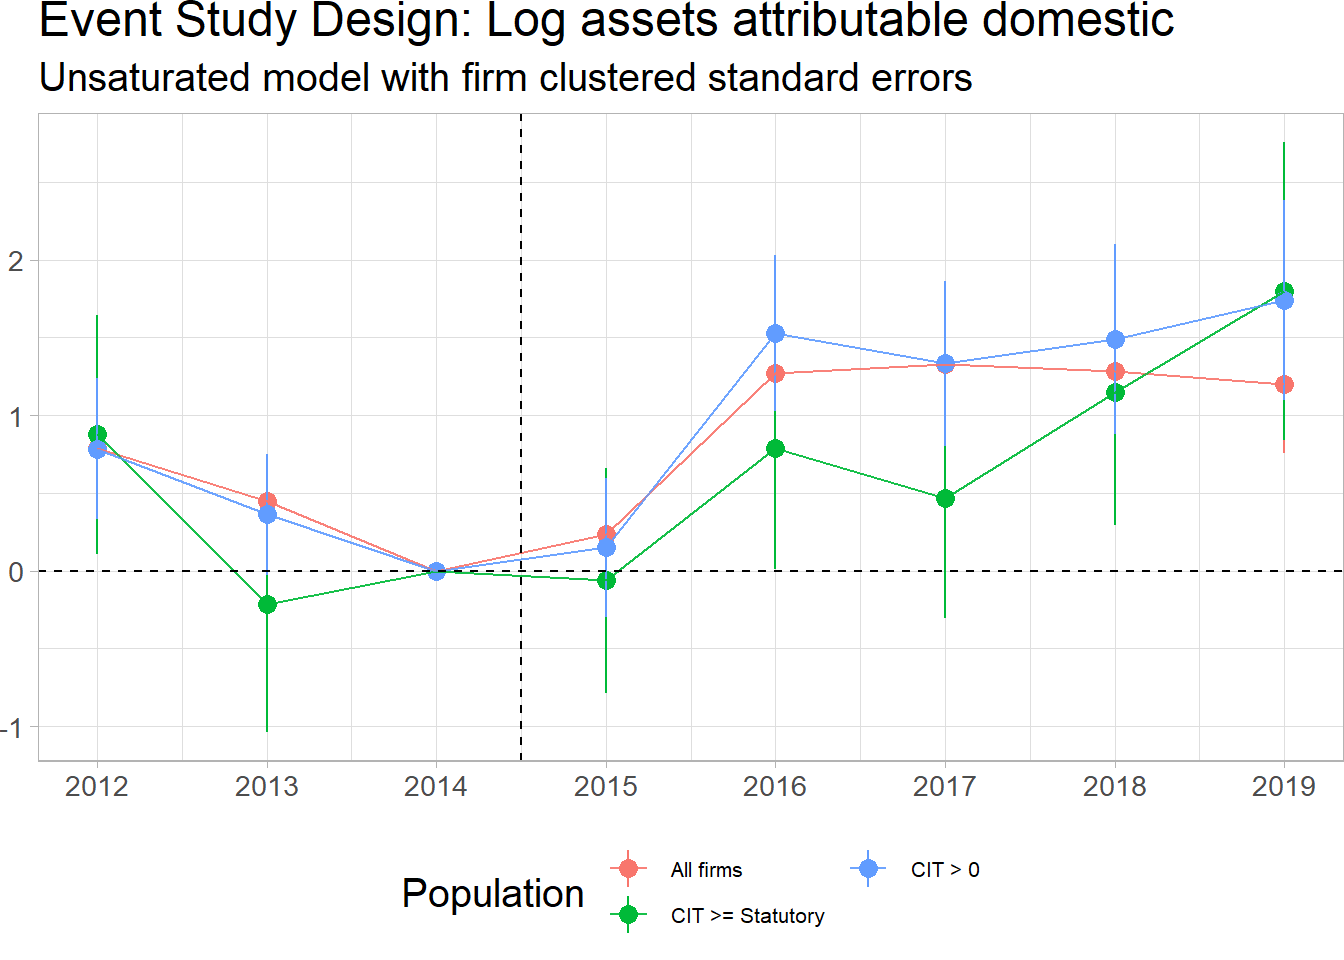 Event Study Design: Log assets attributable domestic
Unsaturated model with firm clustered standard errors
2
1
0
-1
2012 2013 2014 2015 2016 2017 2018 2019
Population
All firms
CIT > 0
CIT >= Statutory